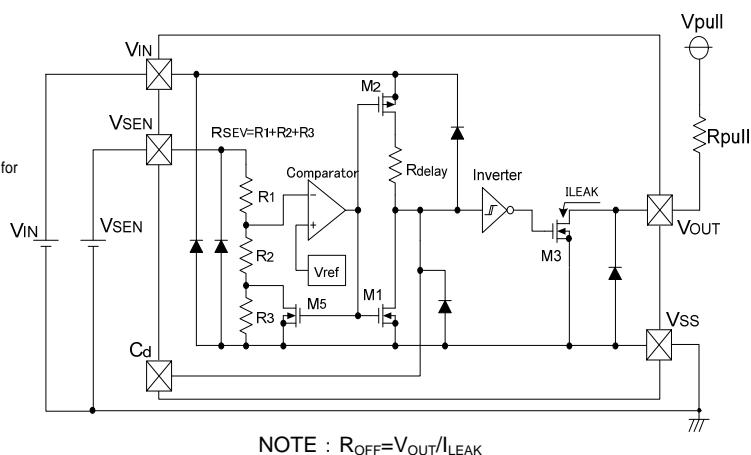 Vpull
VIN
M2
VSEN
RSEV=R1+R2+R3
Rpull
for
Comparator
Rdelay
Inverter
ILEAK
R1
−
+
VIN
VSEN
VOUT
R2
M3
Vref
M5
M1
R3
VSS
Cd
NOTE : ROFF=VOUT/ILEAK